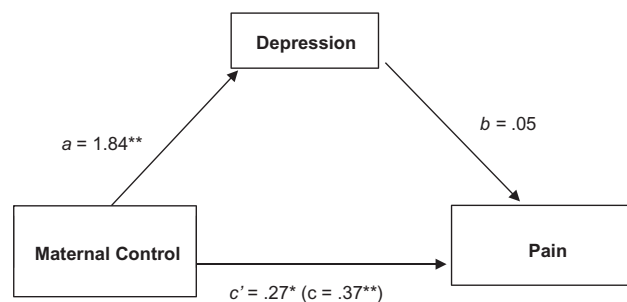 Depression
a = 1.84**
b = .05
Maternal Control
Pain
c' = .27* (c = .37**)